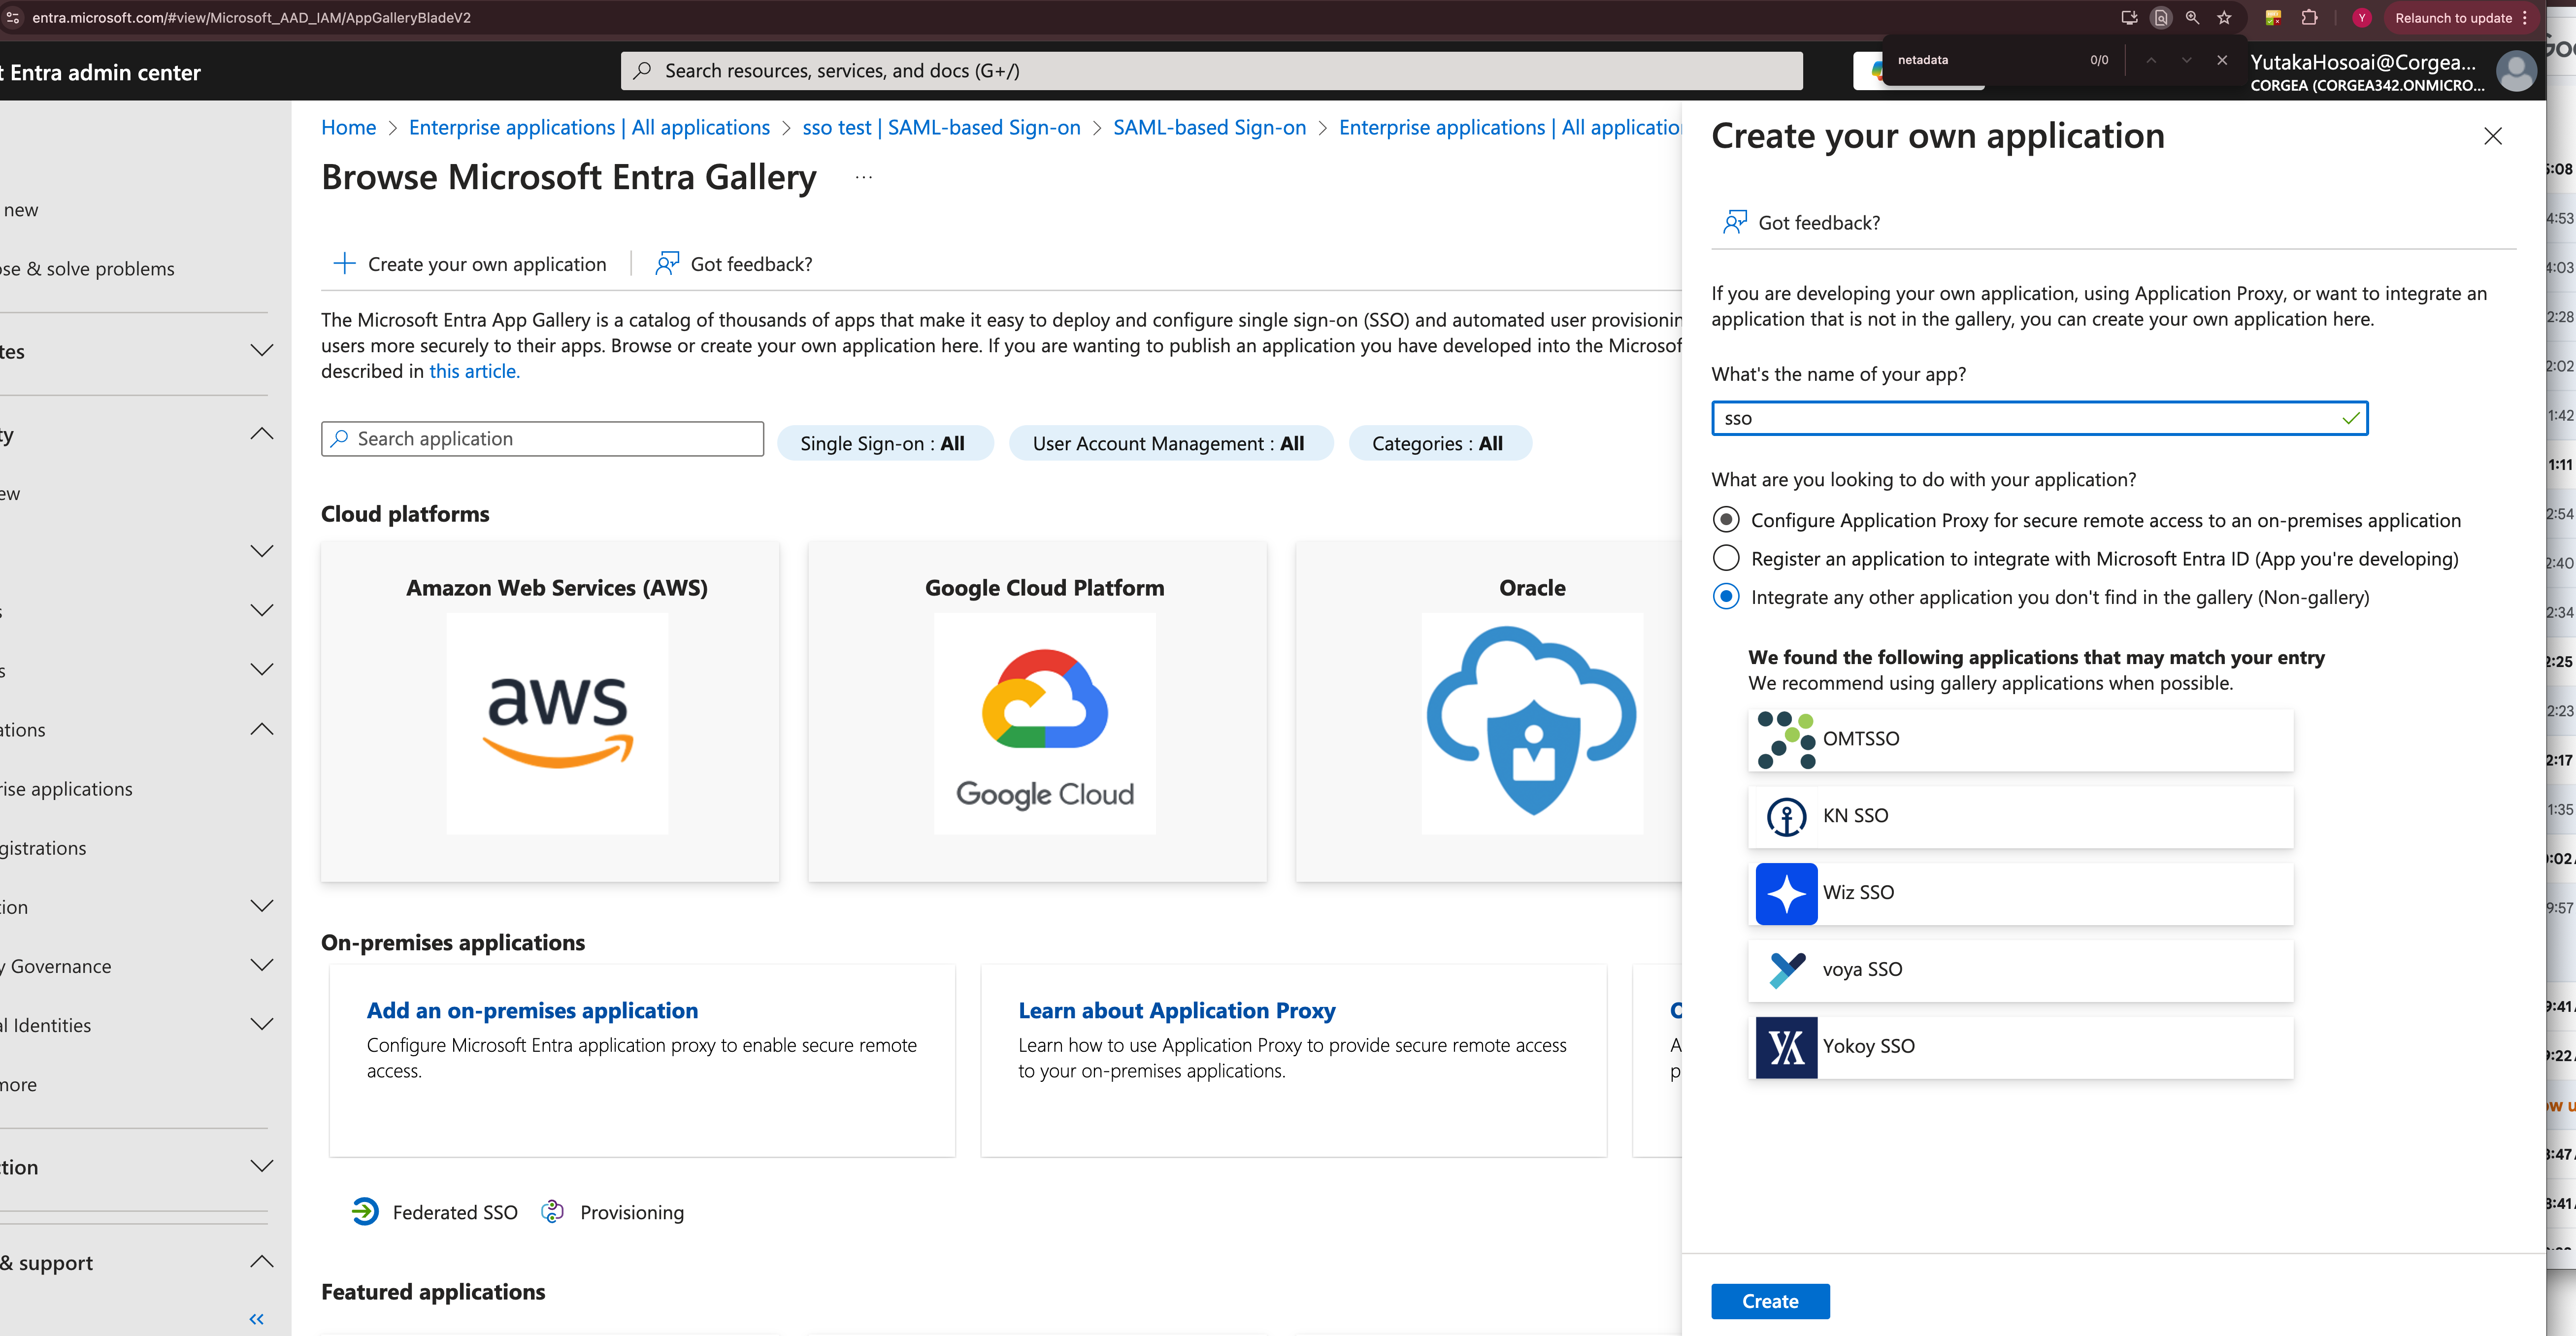 entra.microsoft.com/#view/Microsoft_AAD_IAM/AppGalleryBladeV2
Y
Relaunch to update
t Entra admin center
Search resources, services, and docs (G+/)
netadata
0/0
YutakaHosoai@Corgea...
CORGEA (CORGEA342.ONMICRO...
new
ose & solve problems
tes
ty
ew
s
s
ations
rise applications
gistrations
tion
y Governance
al Identities
more
ction
& support
Home > Enterprise applications | All applications > sso test | SAML-based Sign-on > SAML-based Sign-on > Enterprise applications | All applicatio
Browse Microsoft Entra Gallery ...
Create your own application
Got feedback?
The Microsoft Entra App Gallery is a catalog of thousands of apps that make it easy to deploy and configure single sign-on (SSO) and automated user provisionin
users more securely to their apps. Browse or create your own application here. If you are wanting to publish an application you have developed into the Microsof
described in this article.
Search application
Single Sign-on : All
User Account Management : All
Categories : All
Cloud platforms
Amazon Web Services (AWS)
aws
Google Cloud Platform
Google Cloud
Oracle
On-premises applications
Add an on-premises application
Configure Microsoft Entra application proxy to enable secure remote
access.
Learn about Application Proxy
Learn how to use Application Proxy to provide secure remote access
to your on-premises applications.
A
p
Federated SSO
Provisioning
Featured applications
Create your own application
Got feedback?
If you are developing your own application, using Application Proxy, or want to integrate an
application that is not in the gallery, you can create your own application here.
What's the name of your app?
sso
What are you looking to do with your application?
Configure Application Proxy for secure remote access to an on-premises application
Register an application to integrate with Microsoft Entra ID (App you're developing)
Integrate any other application you don't find in the gallery (Non-gallery)
We found the following applications that may match your entry
We recommend using gallery applications when possible.
OMTSSO
KN SSO
Wiz SSO
voya SSO
Yokoy SSO
Create
5:08
4:53
4:03
2:28
2:02
1:42
1:11
2:54
2:40
2:34
2:25
2:23
2:17
1:35
9:57